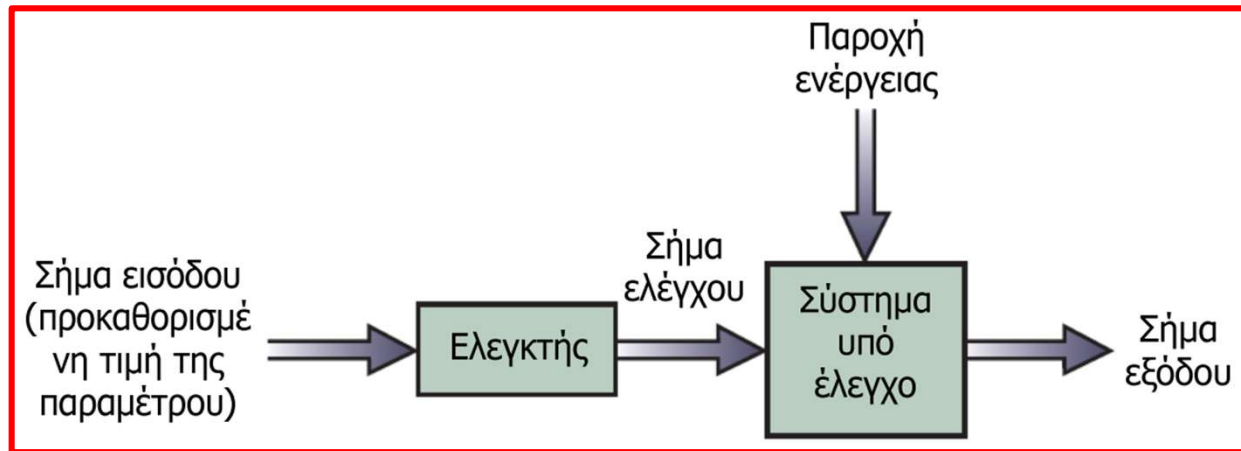 Παροχή
ενέργειας
Σήμα εισόδου
(προκαθορισμέ
νη τιμή της
παραμέτρου)
Ελεγκτής
Σήμα
ελέγχου
Σύστημα
υπό
έλεγχο
Σήμα
εξόδου